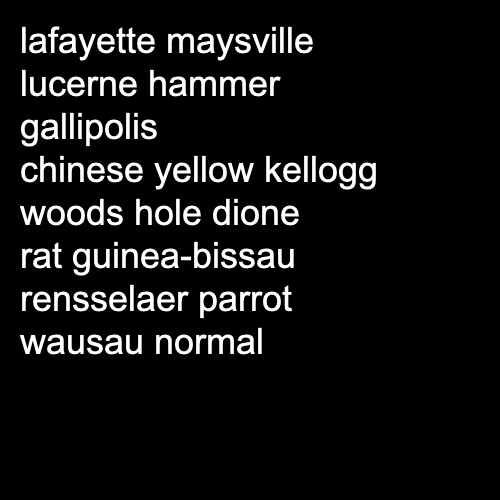 lafayette maysville
lucerne hammer
gallipolis
chinese yellow kellogg
woods hole dione
rat guinea-bissau
rensselaer parrot
wausau normal